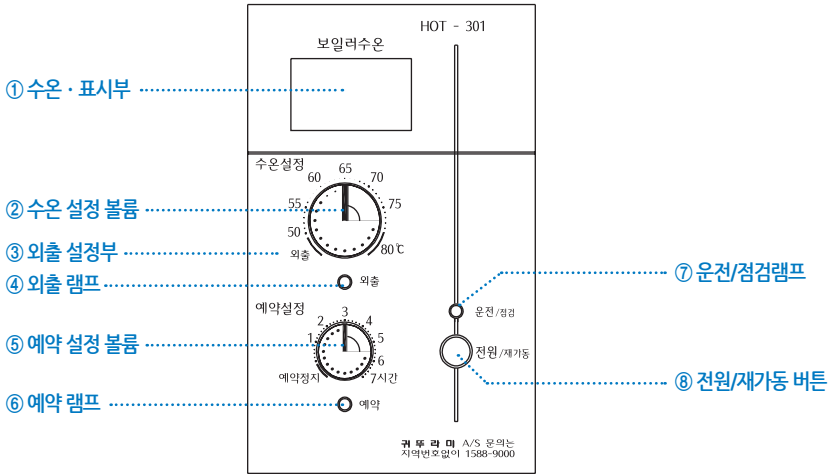 HOT - 301
보일러수온
① 수온 · 표시부
수온설정
65
60
70
55
75
② 수온 설정 볼륨
50
80℃
③ 외출 설정부
외출
④ 외출 램프
외출
⑦ 운전/점검램프
예약설정
3
2
4
운전/점검
1
5
⑤ 예약 설정 볼륨
전원/재가동
6
예약정지
7시간
⑧ 전원/재가동 버튼
⑥ 예약 램프
예약
귀뚜라미 A/S 문의는
지역번호없이 1588-9000